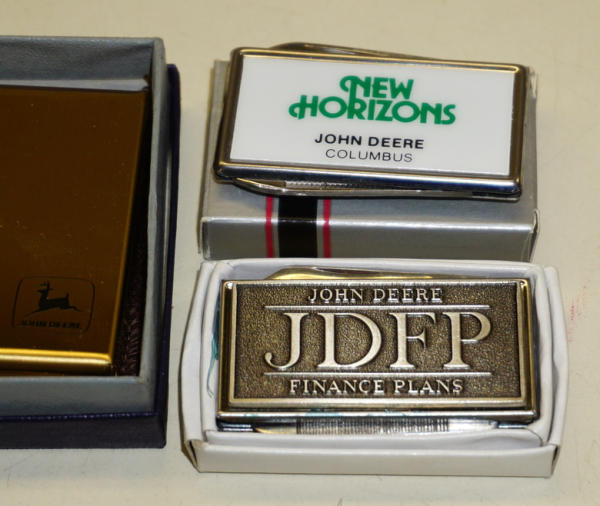 NEW
HORIZONS
JOHN DEERE
COLUMBUS
JOHN DEERE
JOHN DEERE
JDFP
FINANCE PLANS